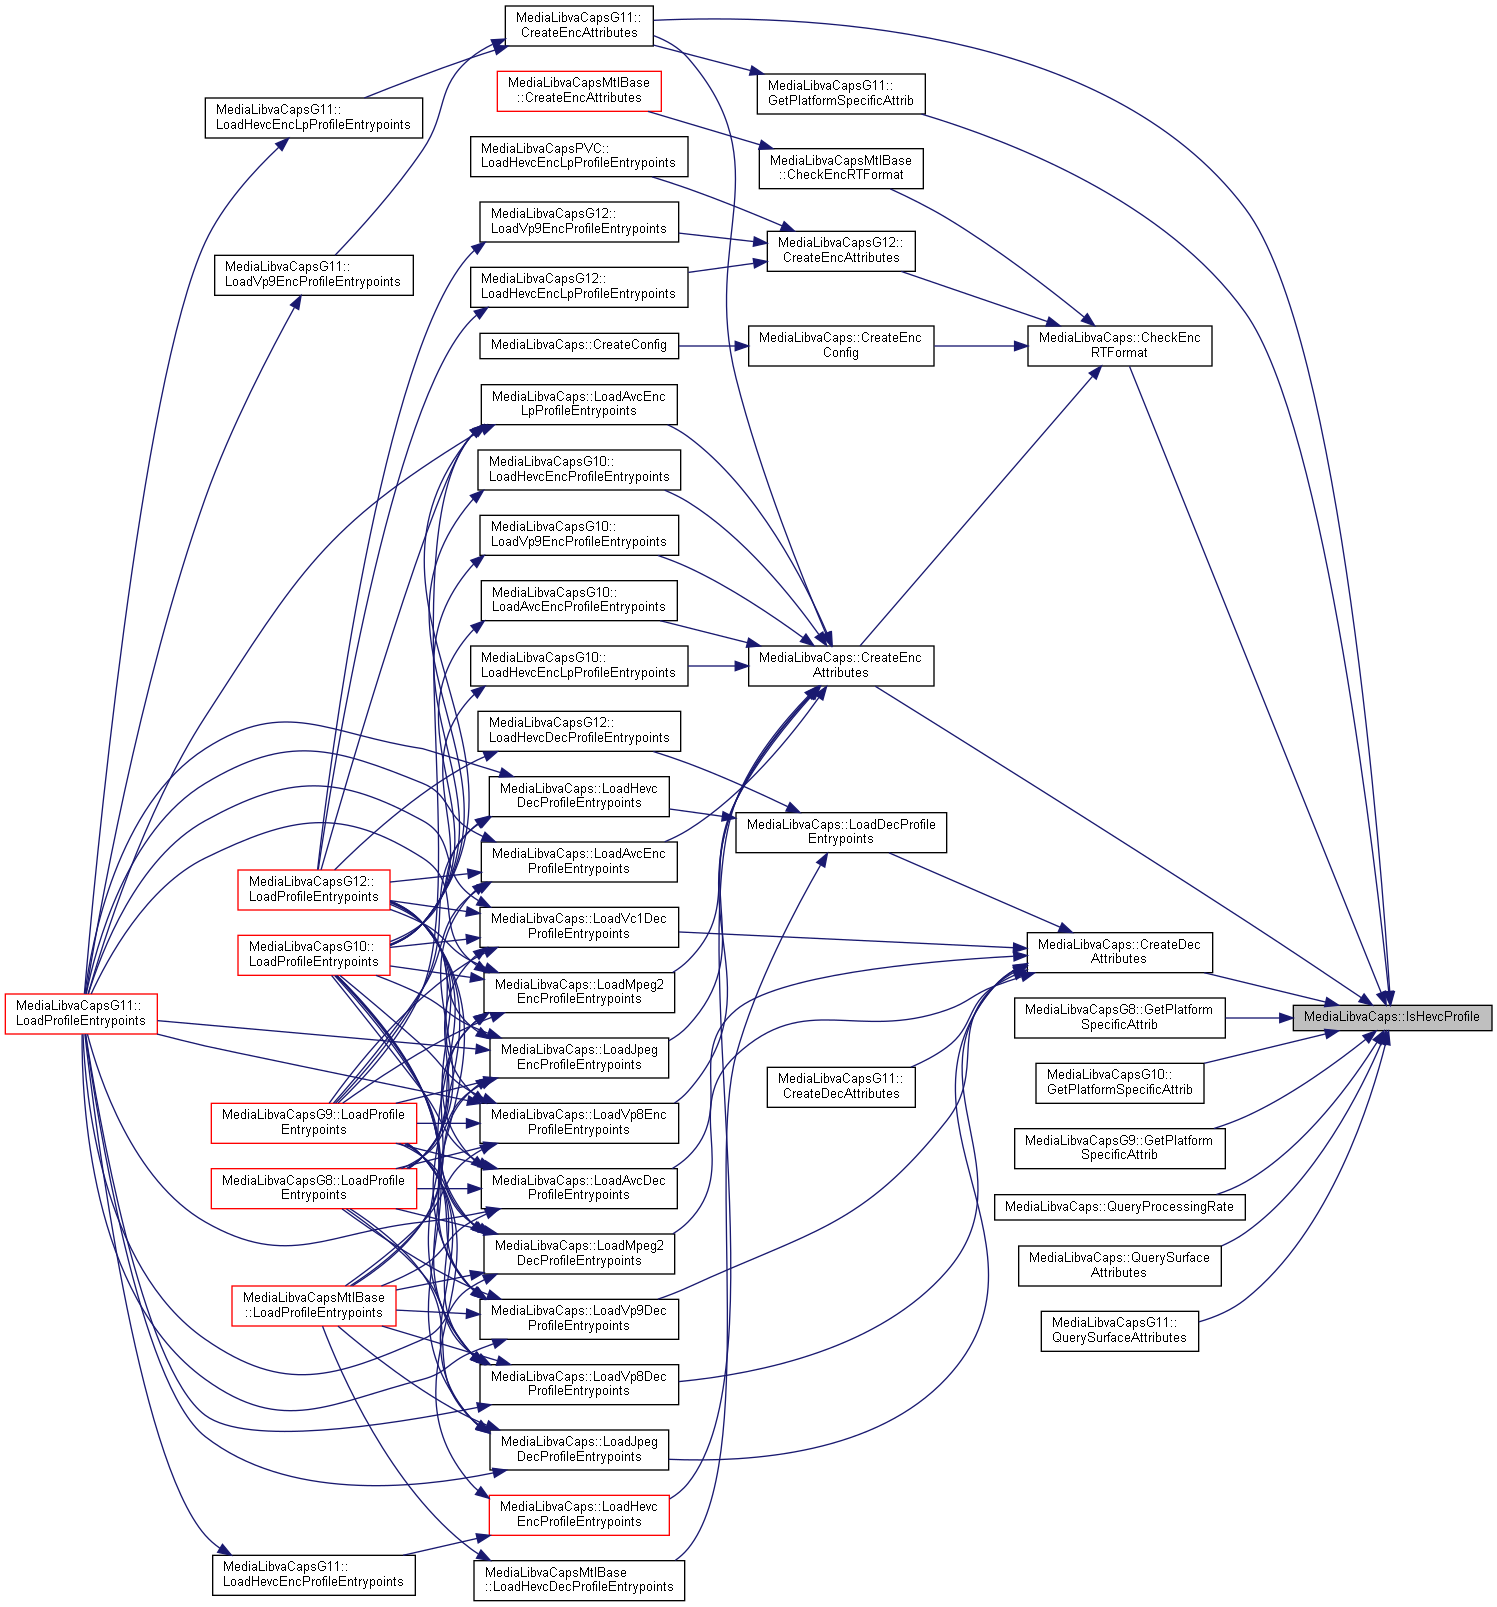 MediaLibvaCapsG11::
CreateEncAttributes
MediaLibvaCapsMtlBase
::CreateEncAttributes
MediaLibvaCapsG11::
GetPlatformSpecificAttrib
MediaLibvaCapsG11::
LoadHevcEncLpProfileEntrypoints
MediaLibvaCapsPVC::
LoadHevcEncLpProfileEntrypoints
MediaLibvaCapsMtlBase
::CheckEncRTFormat
MediaLibvaCapsG12::
LoadVp9EncProfileEntrypoints
MediaLibvaCapsG12::
CreateEncAttributes
MediaLibvaCapsG11::
LoadVp9EncProfileEntrypoints
MediaLibvaCapsG12::
LoadHevcEncLpProfileEntrypoints
MediaLibvaCaps::CreateConfig
MediaLibvaCaps::CreateEnc
Config
MediaLibvaCaps::CheckEnc
RTFormat
MediaLibvaCaps::LoadAvcEnc
LpProfileEntrypoints
MediaLibvaCapsG10::
LoadHevcEncProfileEntrypoints
MediaLibvaCapsG10::
LoadVp9EncProfileEntrypoints
MediaLibvaCapsG10::
LoadAvcEncProfileEntrypoints
MediaLibvaCapsG10::
LoadHevcEncLpProfileEntrypoints
MediaLibvaCaps::CreateEnc
Attributes
MediaLibvaCapsG12::
LoadHevcDecProfileEntrypoints
MediaLibvaCaps::LoadHevc
DecProfileEntrypoints
MediaLibvaCaps::LoadDecProfile
Entrypoints
MediaLibvaCaps::LoadAvcEnc
ProfileEntrypoints
MediaLibvaCapsG12::
LoadProfileEntrypoints
MediaLibvaCaps::LoadVc1Dec
ProfileEntrypoints
MediaLibvaCapsG10::
LoadProfileEntrypoints
MediaLibvaCaps::CreateDec
Attributes
MediaLibvaCaps::LoadMpeg2
EncProfileEntrypoints
MediaLibvaCapsG11::
LoadProfileEntrypoints
MediaLibvaCapsG8::GetPlatform
SpecificAttrib
MediaLibvaCaps::IsHevcProfile
MediaLibvaCaps::LoadJpeg
EncProfileEntrypoints
MediaLibvaCapsG11::
CreateDecAttributes
MediaLibvaCapsG10::
GetPlatformSpecificAttrib
MediaLibvaCapsG9::LoadProfile
Entrypoints
MediaLibvaCaps::LoadVp8Enc
ProfileEntrypoints
MediaLibvaCapsG9::GetPlatform
SpecificAttrib
MediaLibvaCapsG8::LoadProfile
Entrypoints
MediaLibvaCaps::LoadAvcDec
ProfileEntrypoints
MediaLibvaCaps::QueryProcessingRate
MediaLibvaCaps::LoadMpeg2
DecProfileEntrypoints
MediaLibvaCaps::QuerySurface
Attributes
MediaLibvaCapsMtlBase
::LoadProfileEntrypoints
MediaLibvaCaps::LoadVp9Dec
ProfileEntrypoints
MediaLibvaCapsG11::
QuerySurfaceAttributes
MediaLibvaCaps::LoadVp8Dec
ProfileEntrypoints
MediaLibvaCaps::LoadJpeg
DecProfileEntrypoints
MediaLibvaCaps::LoadHevc
EncProfileEntrypoints
MediaLibvaCapsG11::
LoadHevcEncProfileEntrypoints
MediaLibvaCapsMtlBase
::LoadHevcDecProfileEntrypoints